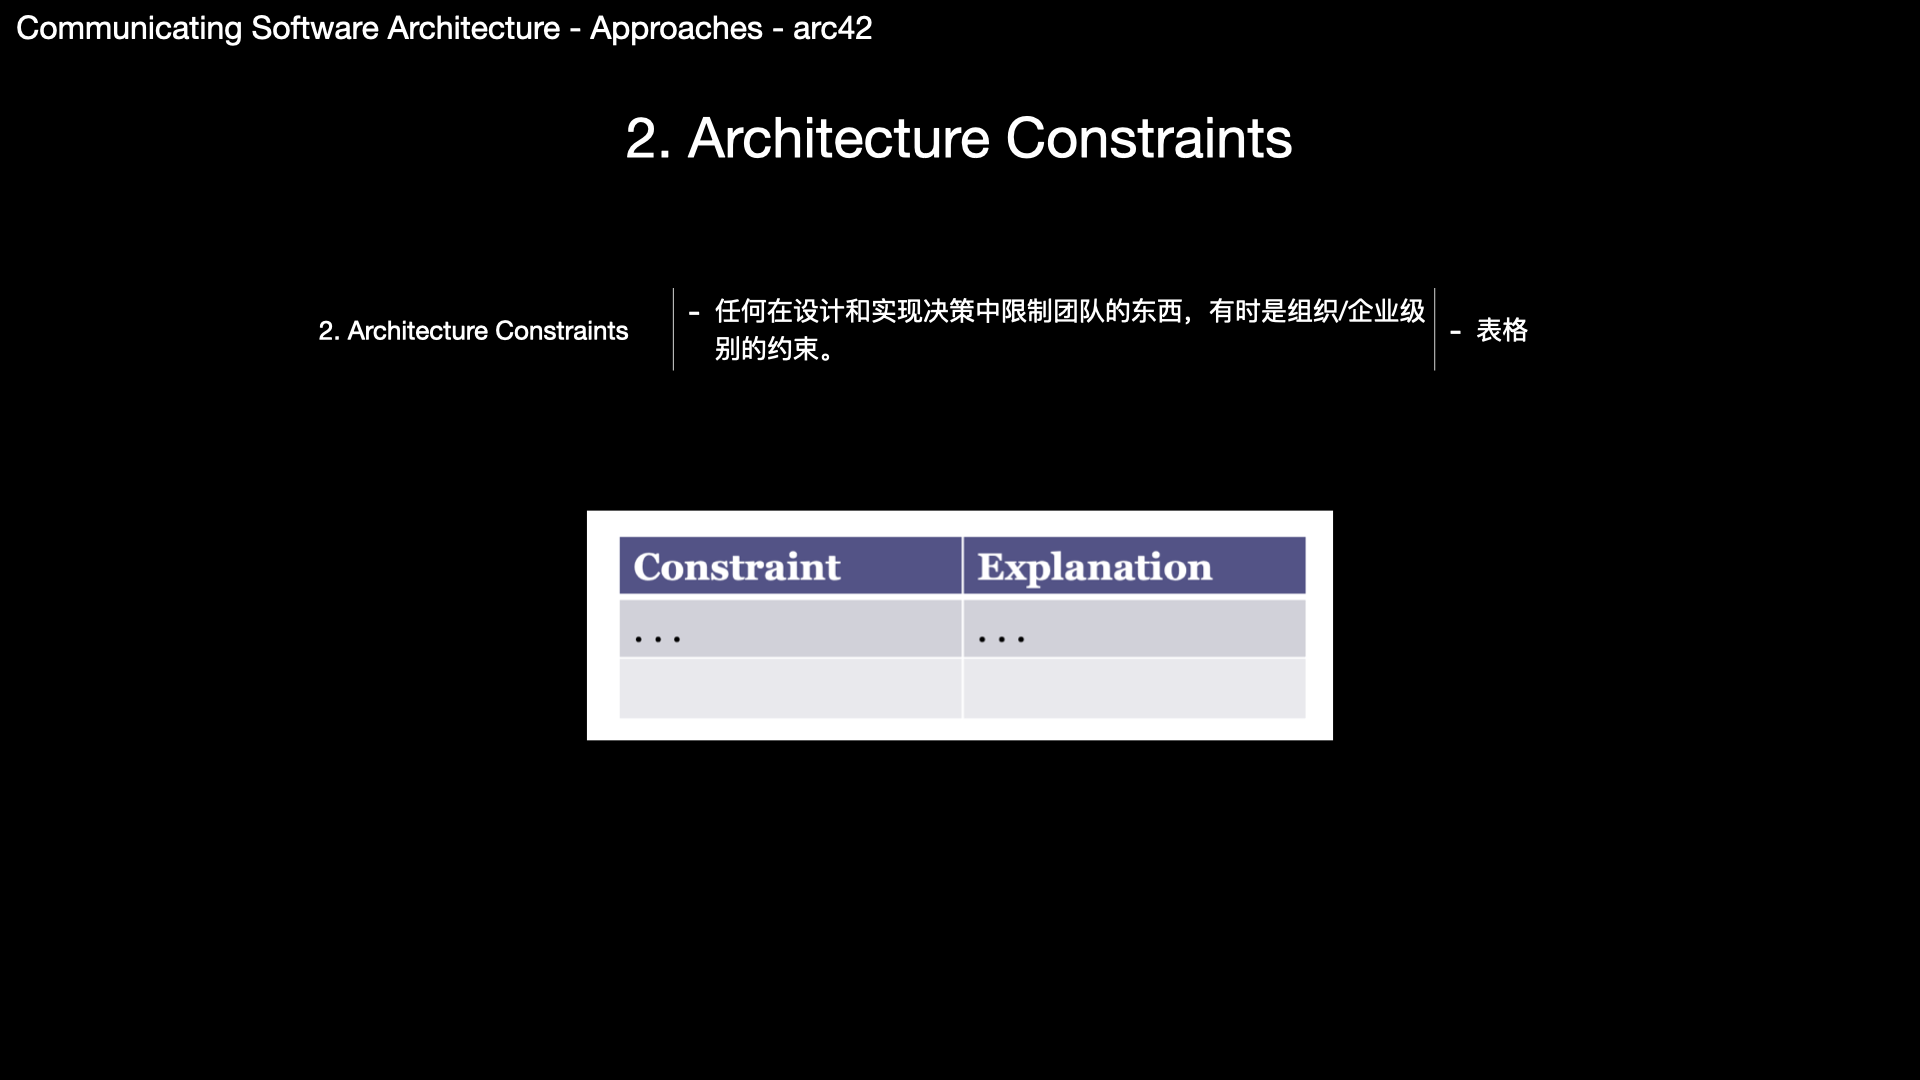 Communicating Software Architecture - Approaches - arc42
2. Architecture Constraints
2. Architecture Constraints
- 任何在设计和实现决策中限制团队的东西，有时是组织/企业级
别的约束。
- 表格
Constraint Explanation
... ...